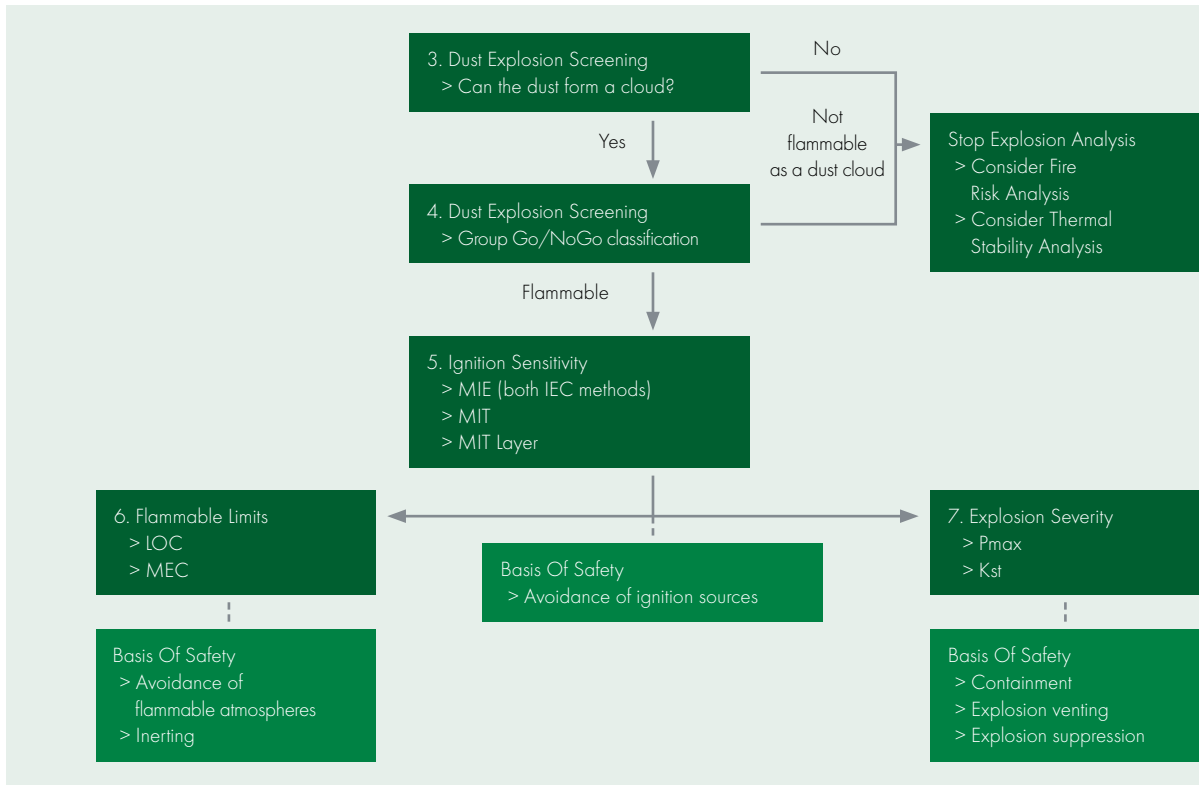 3. Dust Explosion Screening
> Can the dust form a cloud?
No
Yes
Not
flammable
as a dust cloud
Stop Explosion Analysis
> Consider Fire
Risk Analysis
> Consider Thermal
Stability Analysis
4. Dust Explosion Screening
> Group Go/NoGo classification
Flammable
5. Ignition Sensitivity
> MIE (both IEC methods)
> MIT
> MIT Layer
6. Flammable Limits
> LOC
> MEC
Basis Of Safety
> Avoidance of ignition sources
7. Explosion Severity
> Pmax
> Kst
Basis Of Safety
> Avoidance of
flammable atmospheres
> Inerting
Basis Of Safety
> Containment
> Explosion venting
> Explosion suppression